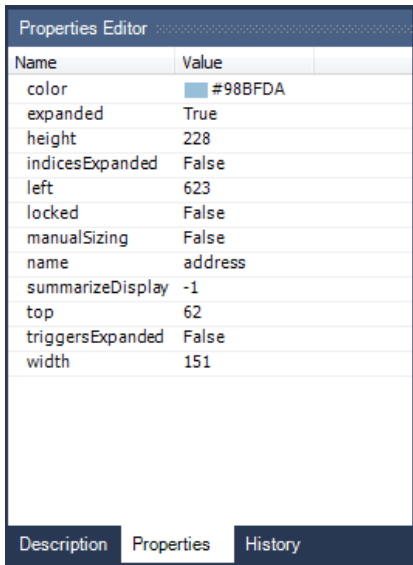 Properties Editor
Name Value
color #98BFDA
expanded True
height 228
indicesExpanded False
left 623
locked False
manualSizing False
name address
summarizeDisplay -1
top 62
triggersExpanded False
width 151
Description Properties History